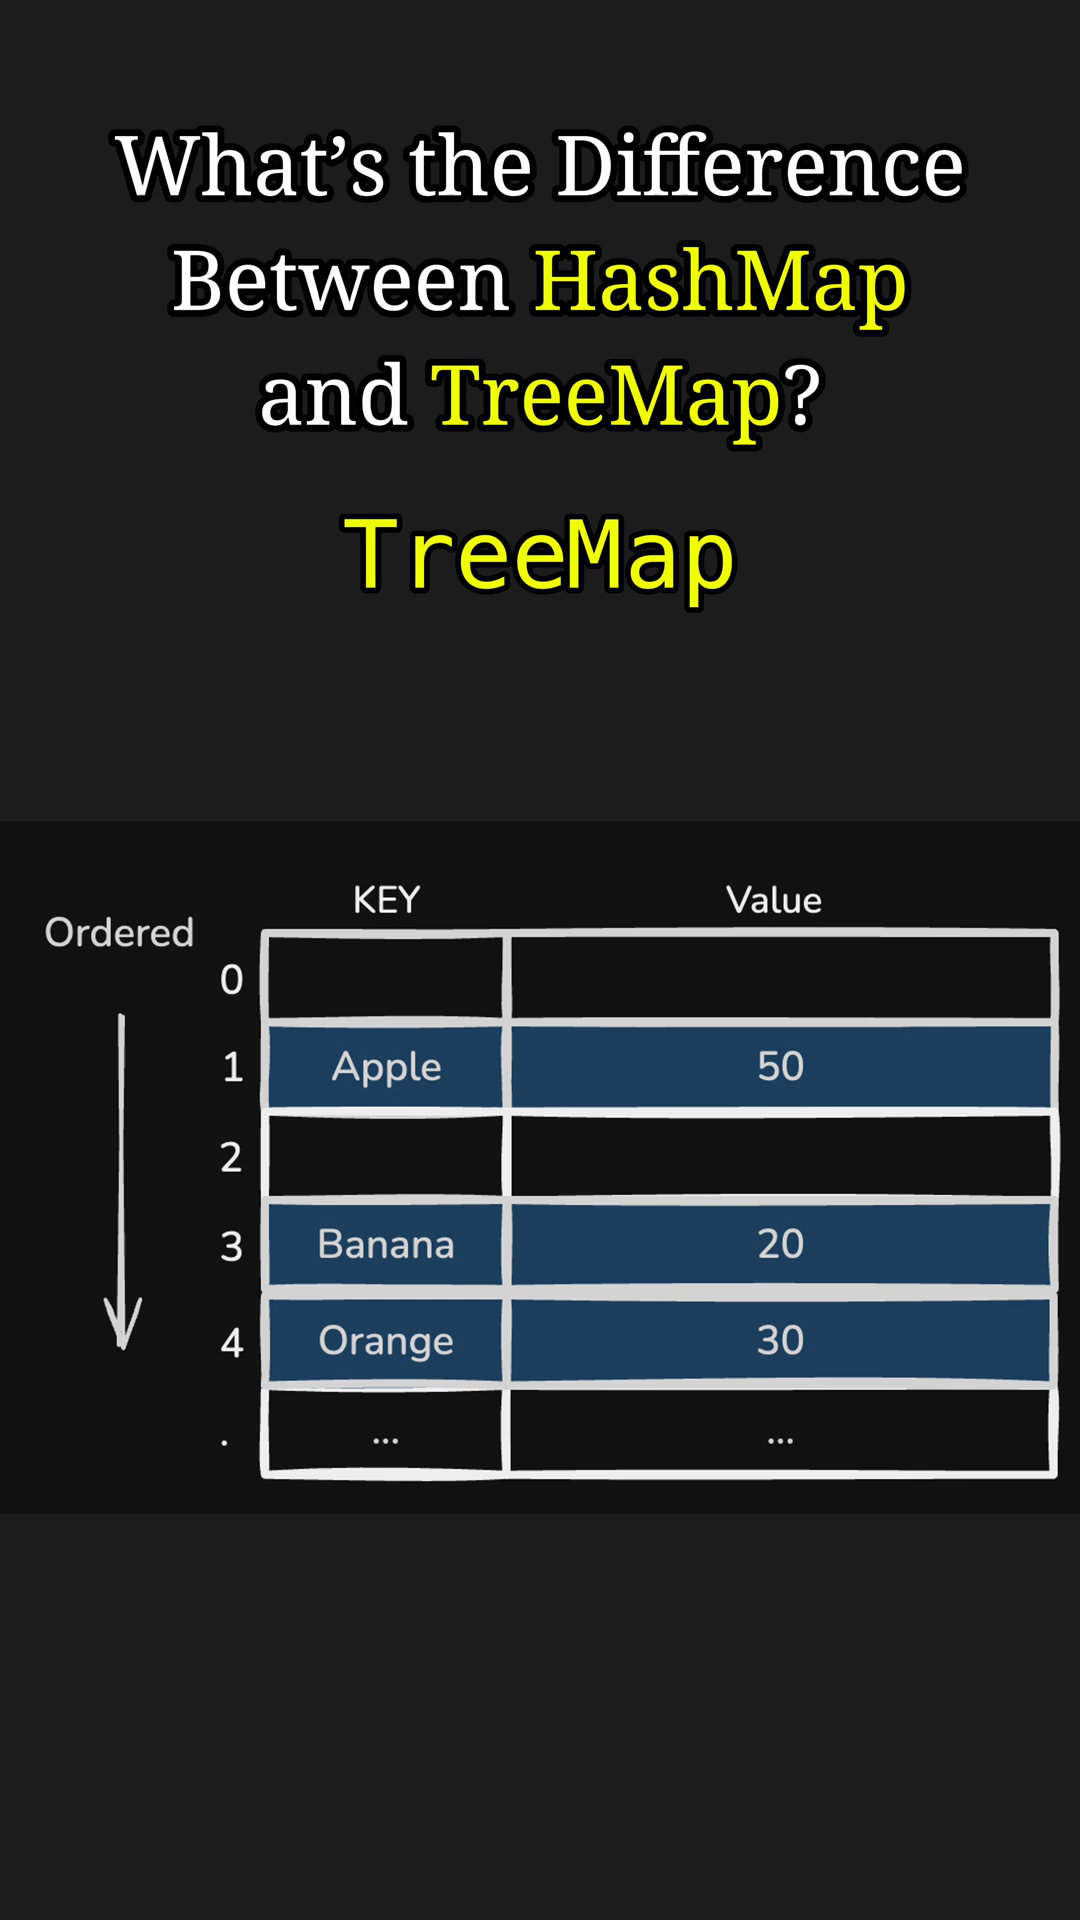 What’s the Difference
Between HashMap
and TreeMap?
TreeMap
KEY Value
Ordered
0
1 Apple 50
2
3 Banana 20
4 Orange 30
. ... ...